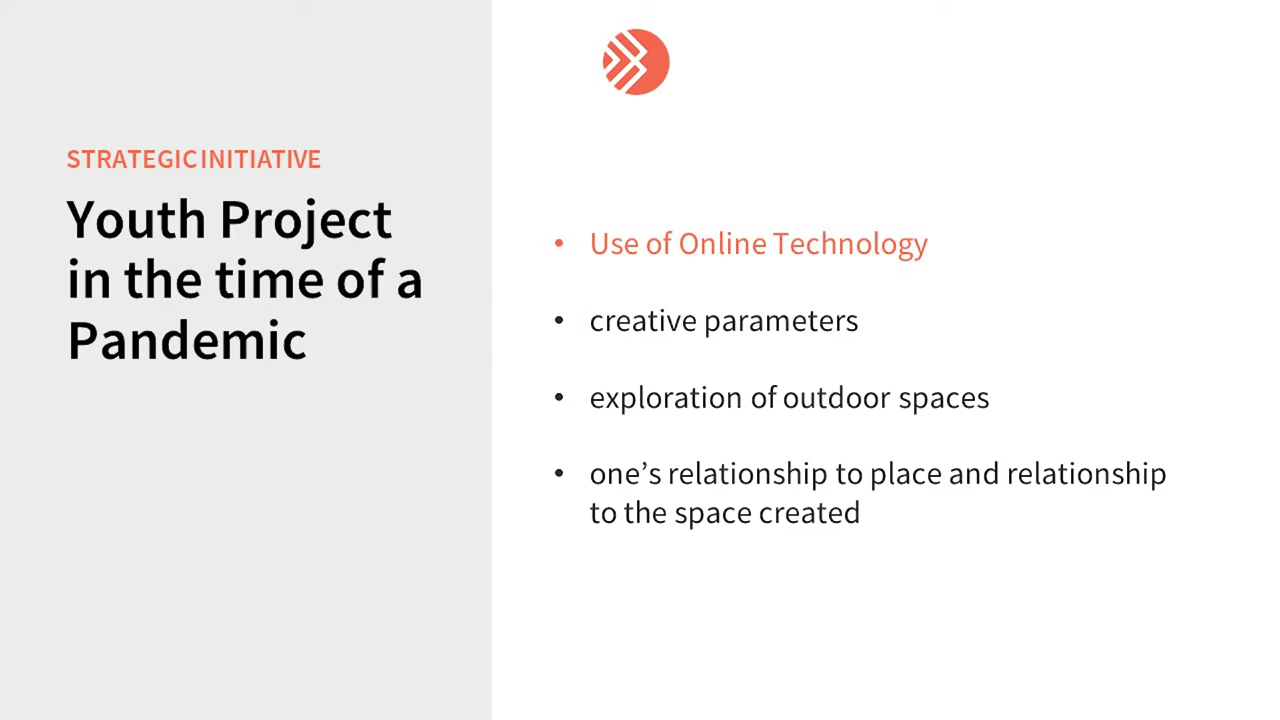 STRATEGIC INITIATIVE
Youth Project
in the time of a
Pandemic
• Use of Online Technology
• creative parameters
• exploration of outdoor spaces
• one’s relationship to place and relationship
to the space created